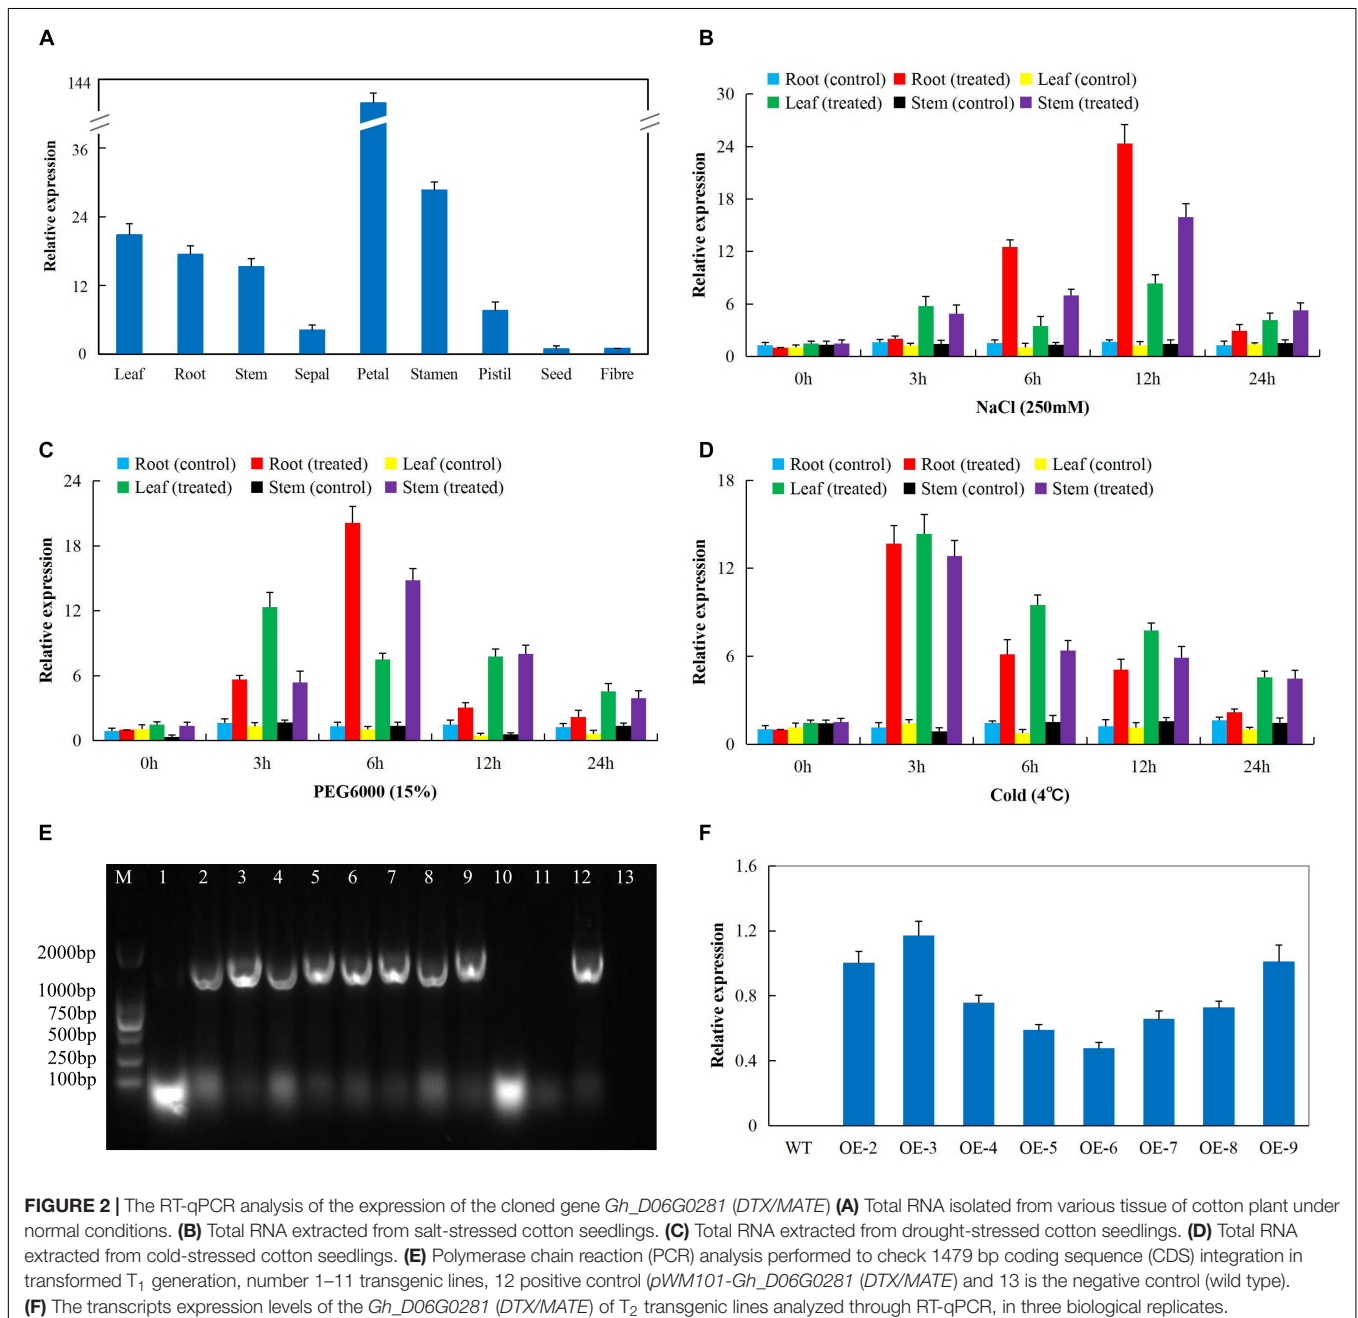 A
144
36
24
12
0
Relative expression
Leaf Root Stem Sepal Petal Stamen Pistil Seed Fibre
B
Root (control) Root (treated) Leaf (control)
Leaf (treated) Stem (control) Stem (treated)
30
24
18
12
6
0
Relative expression
0h 3h 6h 12h 24h
NaCl (250mM)
C
Root (control) Root (treated) Leaf (control)
Leaf (treated) Stem (control) Stem (treated)
24
18
12
6
0
Relative expression
0h 3h 6h 12h 24h
PEG6000 (15%)
D
Root (control) Root (treated) Leaf (control)
Leaf (treated) Stem (control) Stem (treated)
18
12
6
0
Relative expression
0h 3h 6h 12h 24h
Cold (4℃)
E
M 1 2 3 4 5 6 7 8 9 10 11 12 13
2000bp
1000bp
750bp
500bp
250bp
100bp
F
1.6
1.2
0.8
0.4
0
Relative expression
WT OE-2 OE-3 OE-4 OE-5 OE-6 OE-7 OE-8 OE-9
FIGURE 2 | The RT-qPCR analysis of the expression of the cloned gene Gh_D06G0281 (DTX/MATE) (A) Total RNA isolated from various tissue of cotton plant under
normal conditions. (B) Total RNA extracted from salt-stressed cotton seedlings. (C) Total RNA extracted from drought-stressed cotton seedlings. (D) Total RNA
extracted from cold-stressed cotton seedlings. (E) Polymerase chain reaction (PCR) analysis performed to check 1479 bp coding sequence (CDS) integration in
transformed T1 generation, number 1–11 transgenic lines, 12 positive control (pWM101-Gh_D06G0281 (DTX/MATE) and 13 is the negative control (wild type).
(F) The transcripts expression levels of the Gh_D06G0281 (DTX/MATE) of T2 transgenic lines analyzed through RT-qPCR, in three biological replicates.